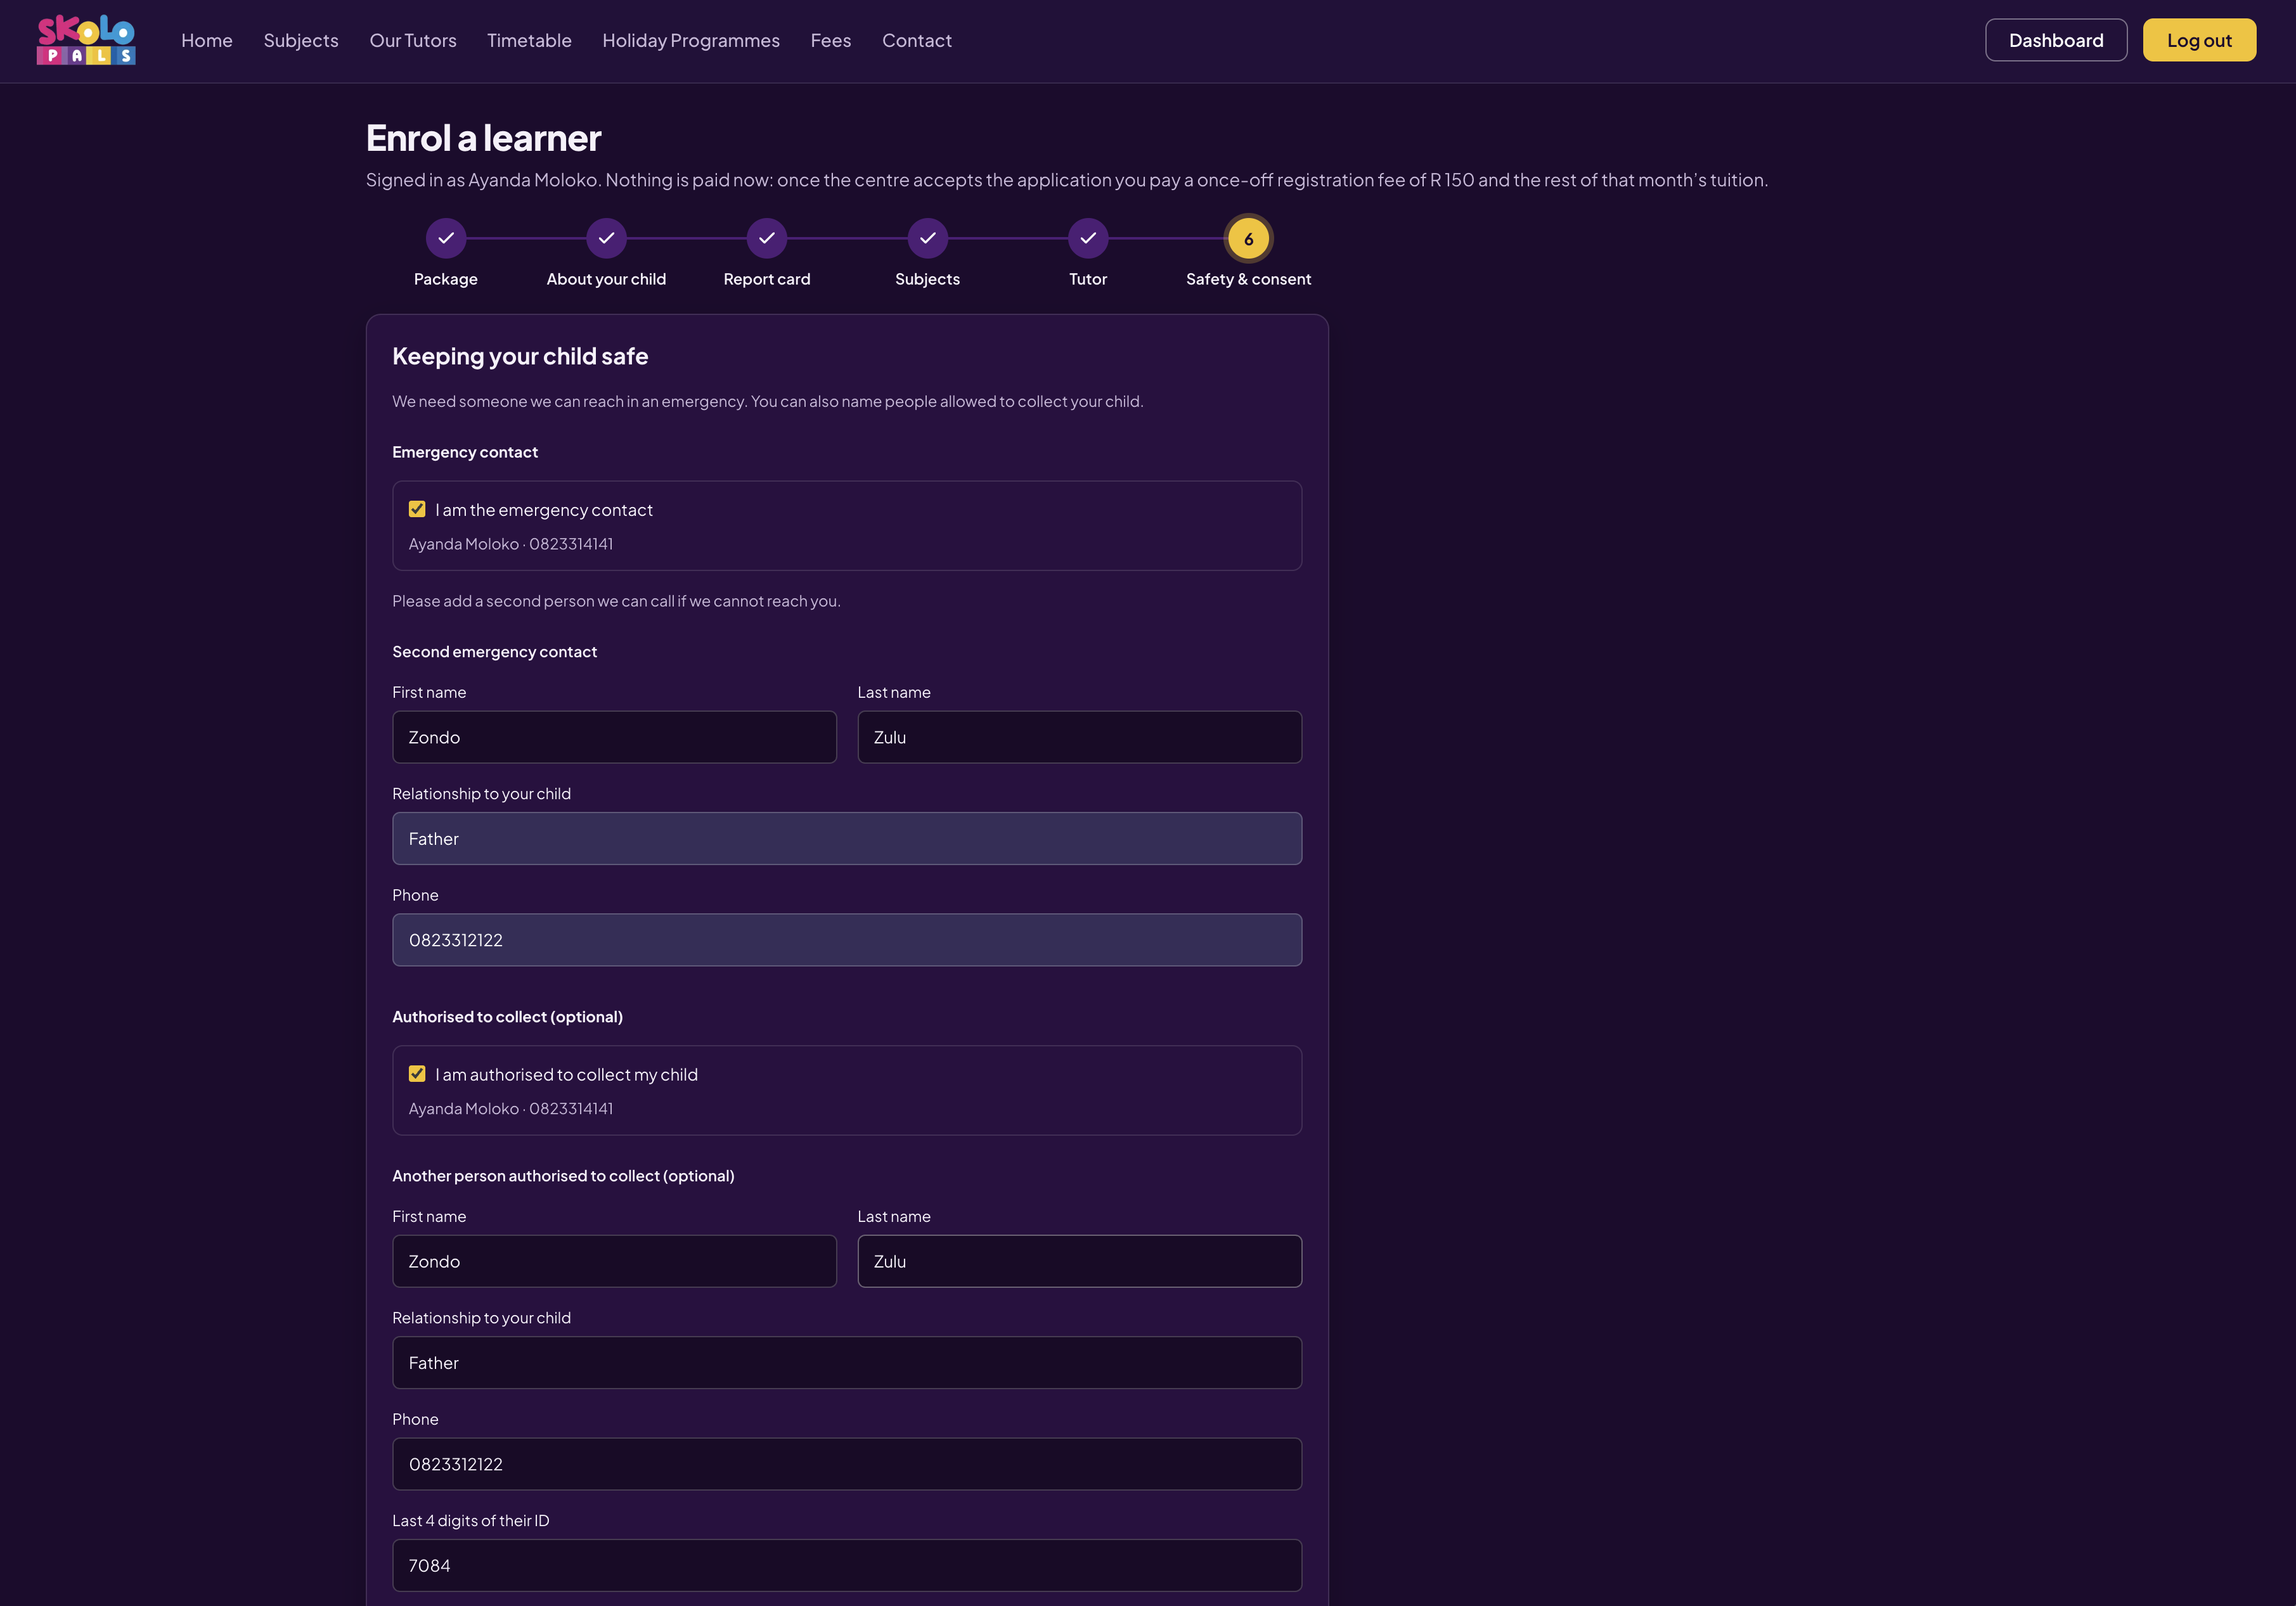 SKOLO
PALS
Home Subjects Our Tutors Timetable Holiday Programmes Fees Contact Dashboard Log out
Enrol a learner
Signed in as Ayanda Moloko. Nothing is paid now: once the centre accepts the application you pay a once-off registration fee of R 150 and the rest of that month’s tuition.
6
Package About your child Report card Subjects Tutor Safety & consent
Keeping your child safe
We need someone we can reach in an emergency. You can also name people allowed to collect your child.
Emergency contact
I am the emergency contact
Ayanda Moloko · 0823314141
Please add a second person we can call if we cannot reach you.
Second emergency contact
First name Last name
Zondo Zulu
Relationship to your child
Father
Phone
0823312122
Authorised to collect (optional)
I am authorised to collect my child
Ayanda Moloko · 0823314141
Another person authorised to collect (optional)
First name Last name
Zondo Zulu
Relationship to your child
Father
Phone
0823312122
Last 4 digits of their ID
7084